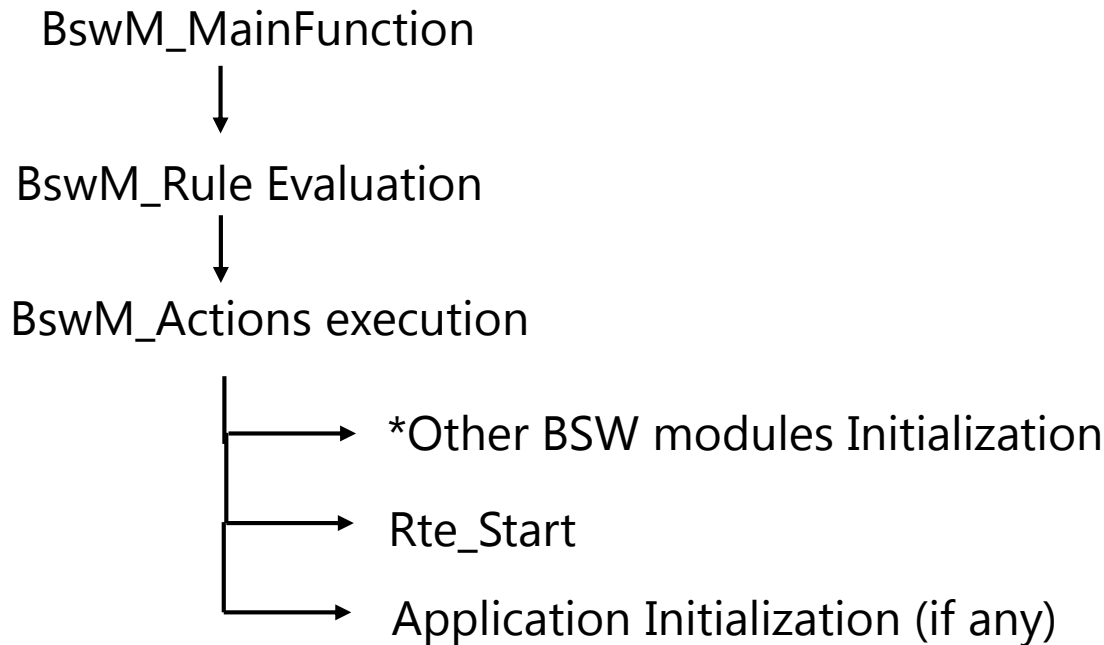 BswM_MainFunction
BswM_Rule Evaluation
BswM_Actions execution
*Other BSW modules Initialization
Rte_Start
Application Initialization (if any)